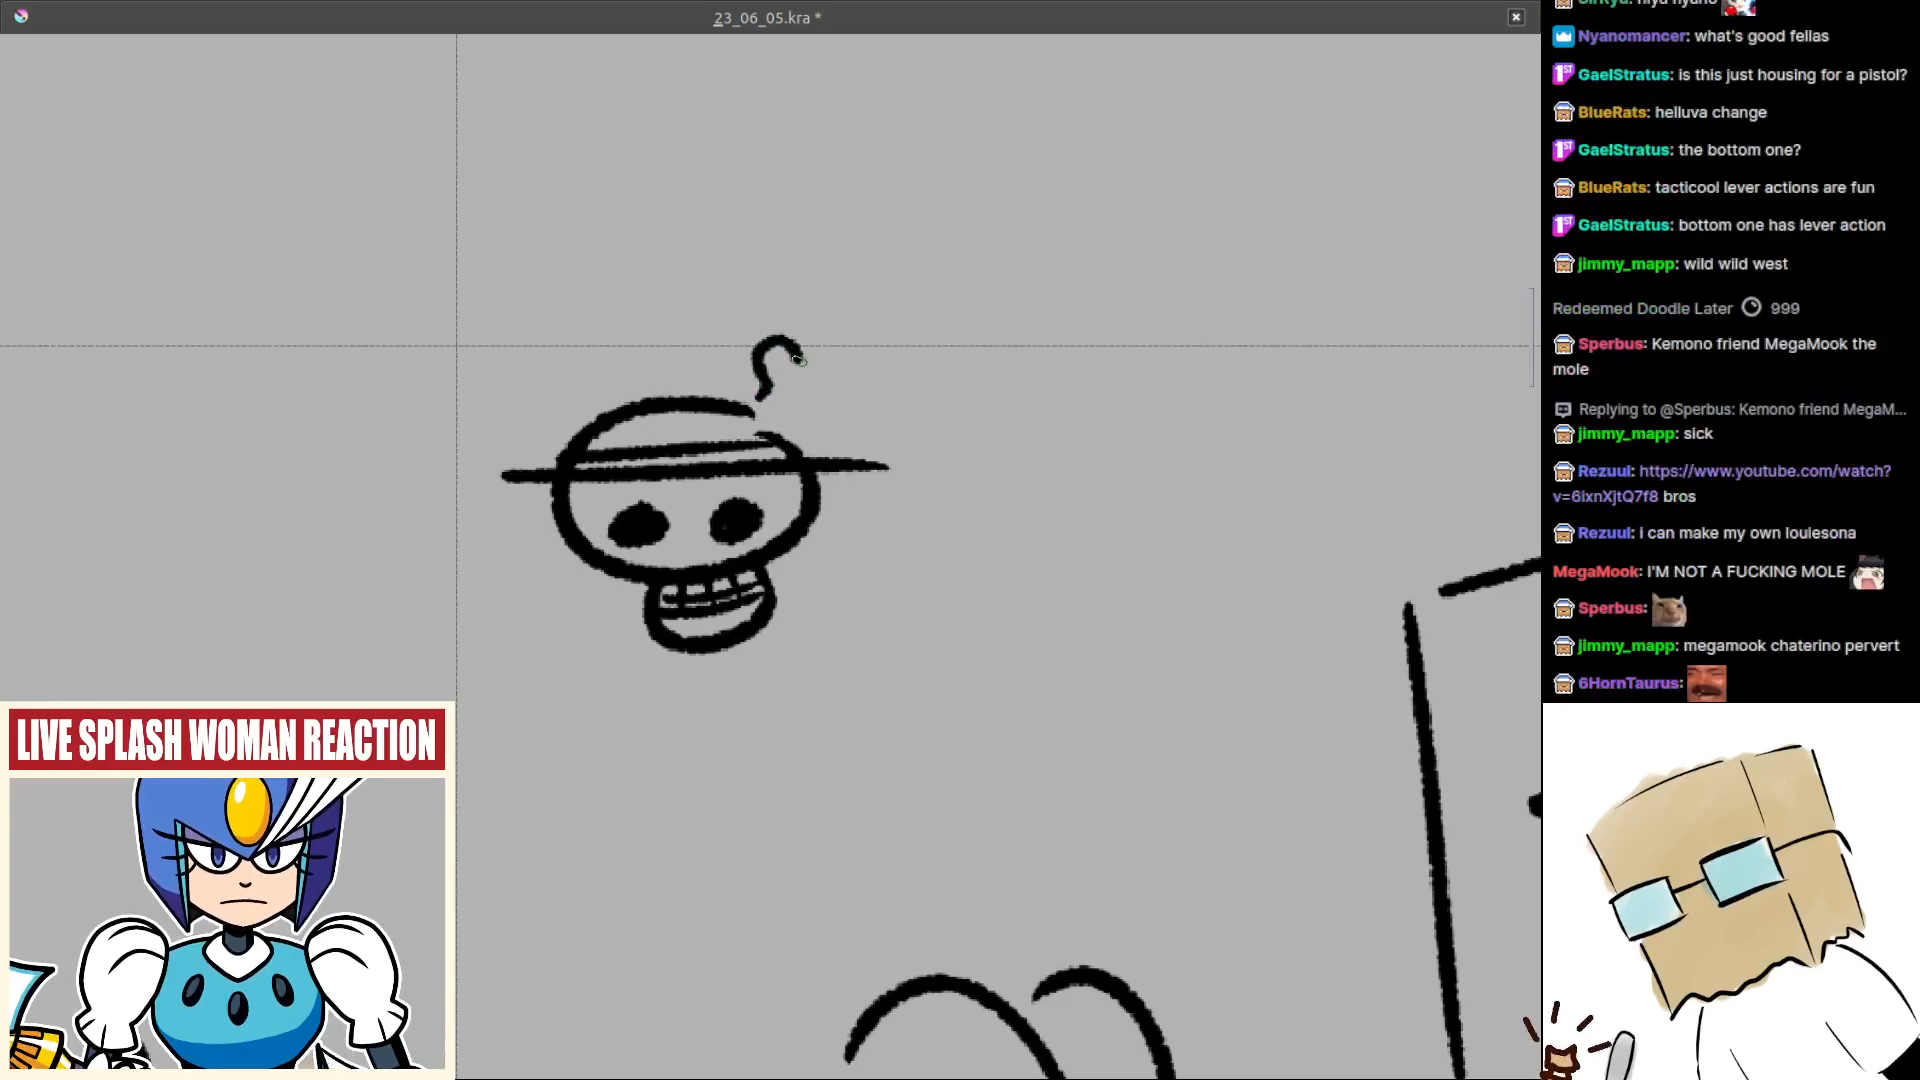 23_06_05.kra *
Nyanomancer: what's good fellas
GaelStratus: is this just housing for a pistol?
BlueRats: helluva change
GaelStratus: the bottom one?
BlueRats: tacticool lever actions are fun
GaelStratus: bottom one has lever action
jimmy_mapp: wild wild west
Redeemed Doodle Later 999
Sperbus: Kemono friend MegaMook the
mole
Replying to @Sperbus: Kemono friend MegaM...
jimmy_mapp: sick
Rezuul: https://www.youtube.com/watch?
v=6ixnXjtQ7f8 bros
Rezuul: i can make my own louiesona
MegaMook: I'M NOT A FUCKING MOLE
Sperbus:
jimmy_mapp: megamook chaterino pervert
6HornTaurus:
LIVE SPLASH WOMAN REACTION